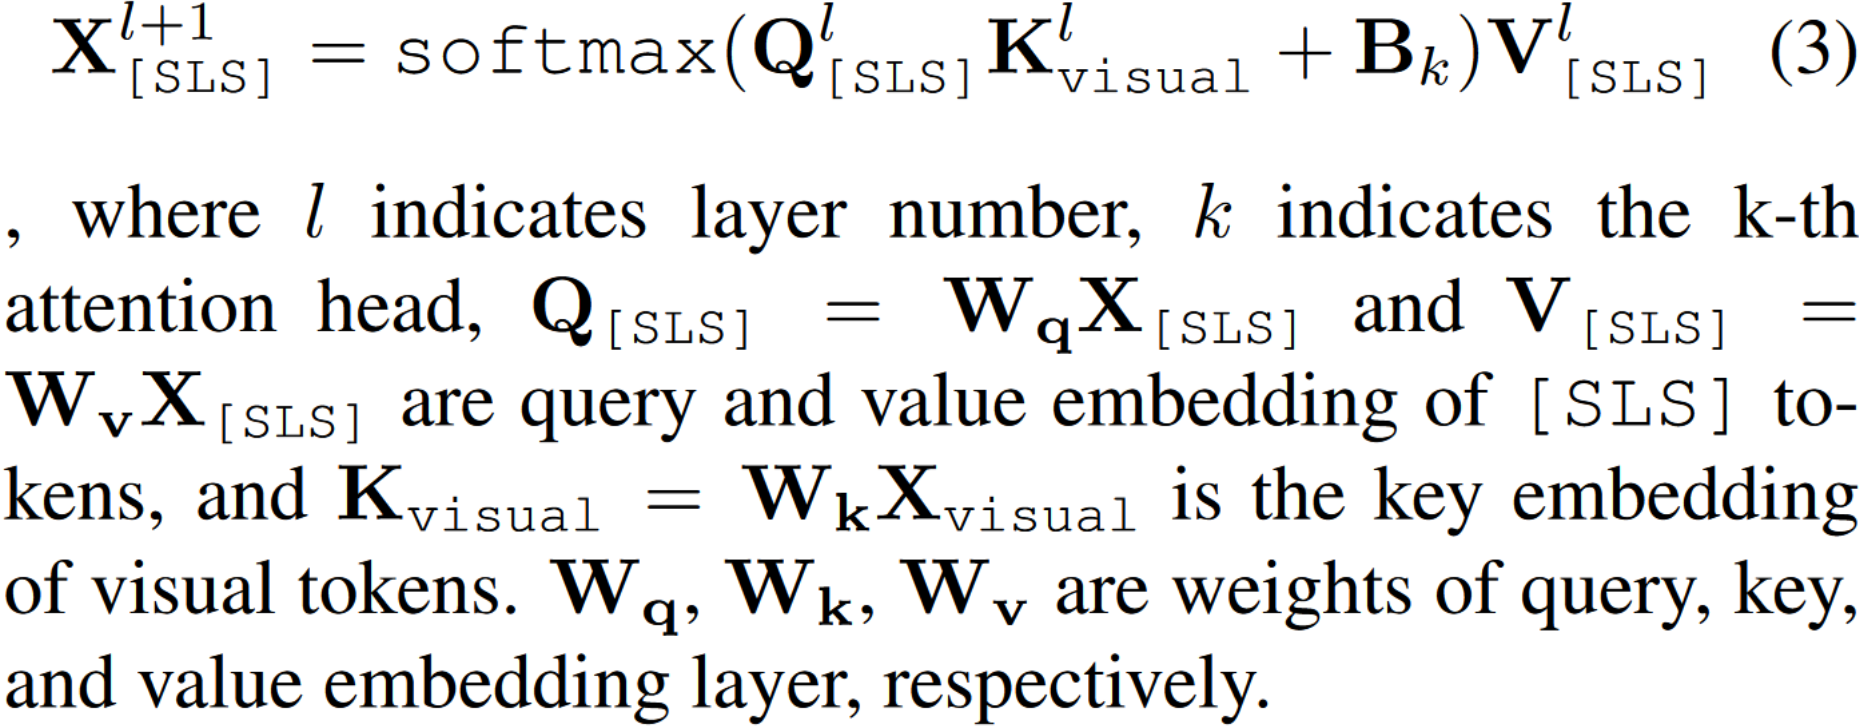 $\mathbf{X}^{l+1}_{\texttt{[SLS]}} = \texttt{softmax}(\mathbf{Q}^{l}_{\texttt{[SLS]}}\mathbf{K}^{l}_{\texttt{visual}} + \mathbf{B}_k)\mathbf{V}^{l}_{\texttt{[SLS]}}$ (3)
, where $l$ indicates layer number, $k$ indicates the k-th
attention head, $\mathbf{Q}_{\texttt{[SLS]}} = \mathbf{W_q}\mathbf{X}_{\texttt{[SLS]}}$ and $\mathbf{V}_{\texttt{[SLS]}} =$
$\mathbf{W_v}\mathbf{X}_{\texttt{[SLS]}}$ are query and value embedding of [SLS] to-
kens, and $\mathbf{K}_{\texttt{visual}} = \mathbf{W_k}\mathbf{X}_{\texttt{visual}}$ is the key embedding
of visual tokens. $\mathbf{W_q}$, $\mathbf{W_k}$, $\mathbf{W_v}$ are weights of query, key,
and value embedding layer, respectively.